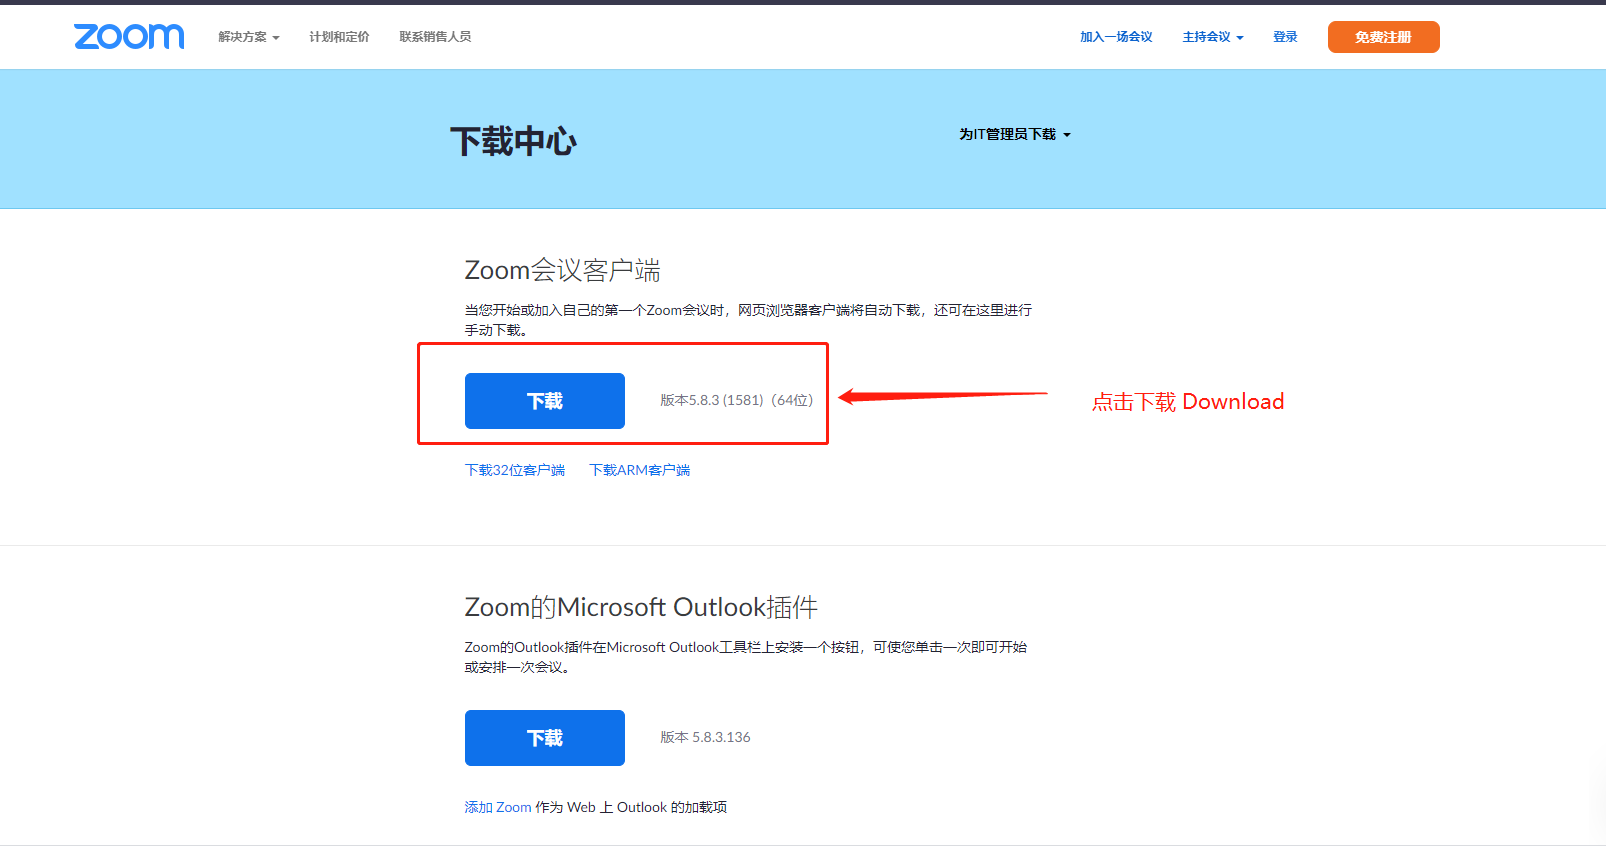 zoom 解决方案 计划和定价 联系销售人员 加入一场会议 主持会议 登录 免费注册
下载中心 为IT管理员下载
Zoom会议客户端
当您开始或加入自己的第一个Zoom会议时，网页浏览器客户端将自动下载，还可在这里进行
手动下载。
下载 版本5.8.3 (1581)（64位） 点击下载 Download
下载32位客户端 下载ARM客户端
Zoom的Microsoft Outlook插件
Zoom的Outlook插件在Microsoft Outlook工具栏上安装一个按钮，可使您单击一次即可开始
或安排一次会议。
下载 版本 5.8.3.136
添加 Zoom 作为 Web 上 Outlook 的加载项